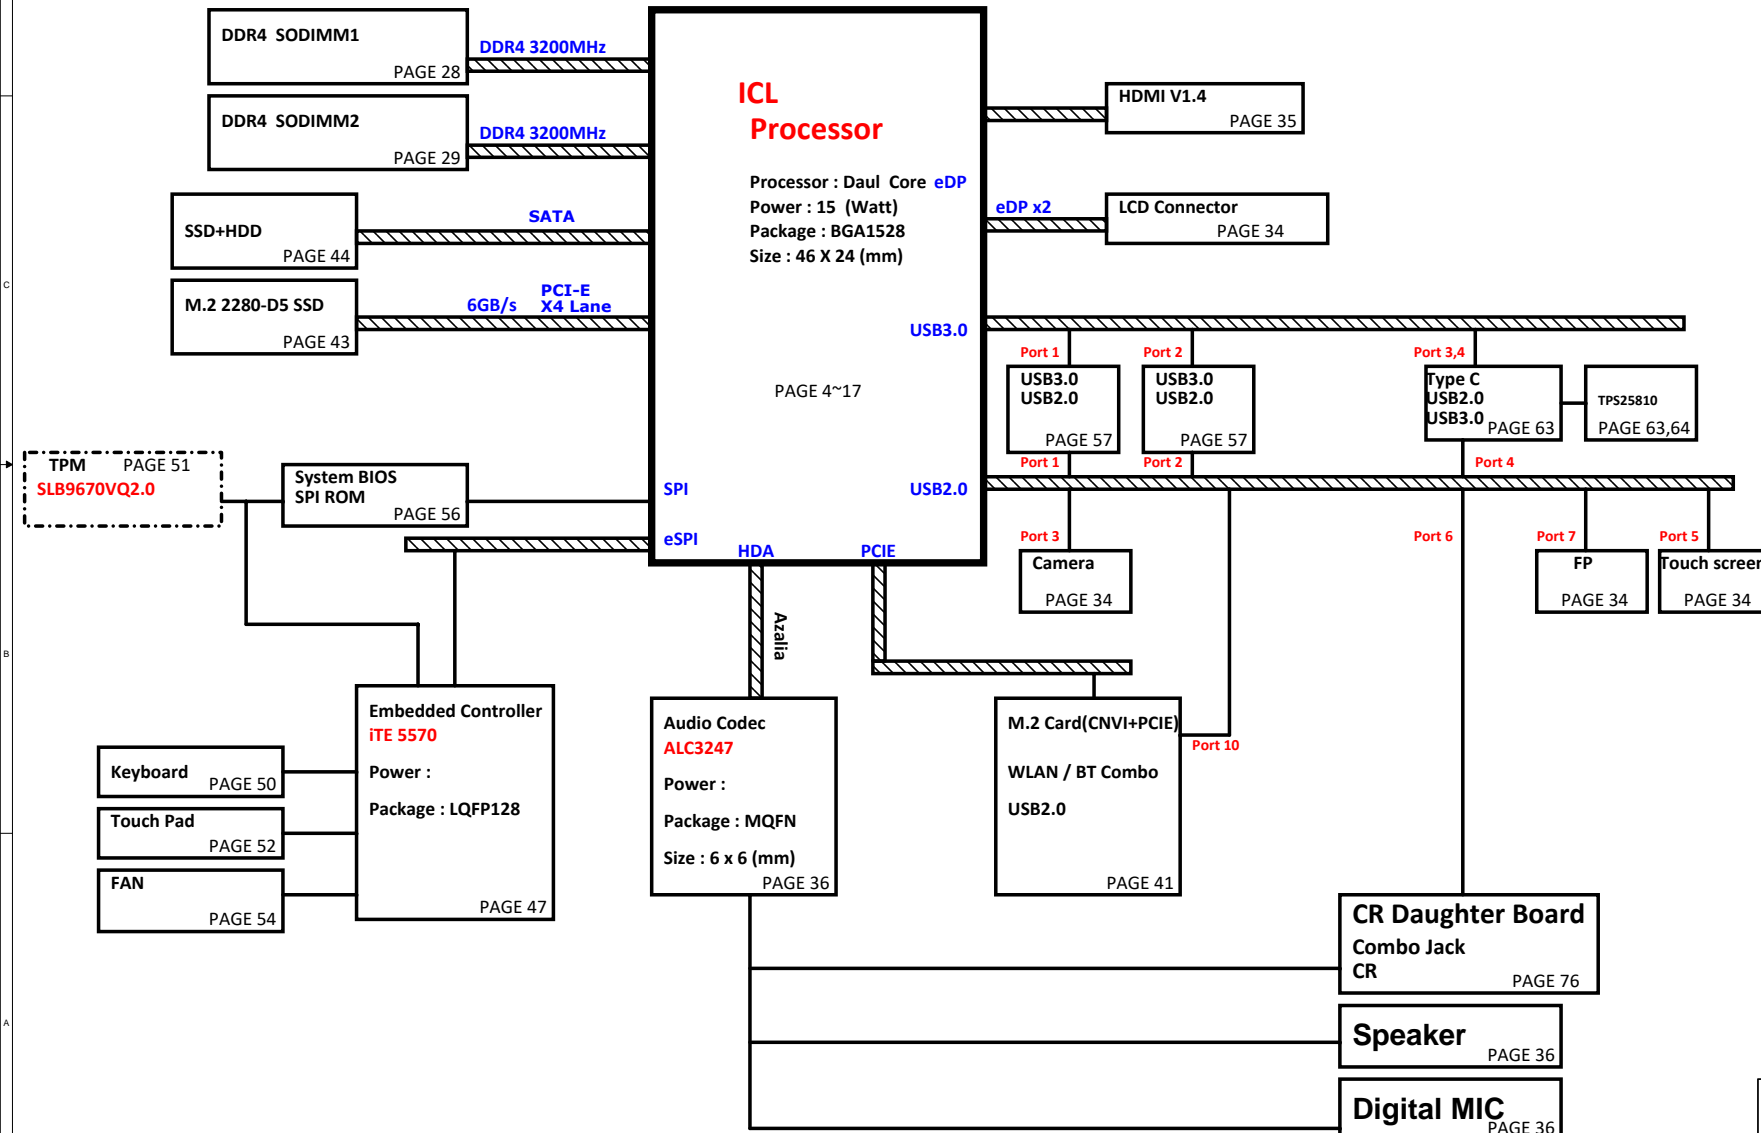 DDR4 SODIMM1
PAGE 28
DDR4 3200MHz
DDR4 SODIMM2
PAGE 29
DDR4 3200MHz
SSD+HDD
PAGE 44
SATA
M.2 2280-D5 SSD
PAGE 43
6GB/s
PCI-E
X4 Lane
ICL
Processor
Processor : Daul Core eDP
Power : 15 (Watt)
Package : BGA1528
Size : 46 X 24 (mm)
USB3.0
PAGE 4~17
SPI
USB2.0
eSPI
HDA
PCIE
HDMI V1.4
PAGE 35
eDP x2
LCD Connector
PAGE 34
Port 1
USB3.0
USB2.0
PAGE 57
Port 1
Port 2
USB3.0
USB2.0
PAGE 57
Port 2
Port 3,4
Type C
USB2.0
USB3.0
PAGE 63
Port 4
TPS25810
PAGE 63,64
TPM PAGE 51
SLB9670VQ2.0
System BIOS
SPI ROM
PAGE 56
Port 3
Camera
PAGE 34
Port 6
Port 7
FP
PAGE 34
Port 5
Touch screen
PAGE 34
Azalia
Embedded Controller
iTE 5570
Power :
Package : LQFP128
PAGE 47
Keyboard
PAGE 50
Touch Pad
PAGE 52
FAN
PAGE 54
Audio Codec
ALC3247
Power :
Package : MQFN
Size : 6 x 6 (mm)
PAGE 36
M.2 Card(CNVI+PCIE)
WLAN / BT Combo
USB2.0
PAGE 41
Port 10
CR Daughter Board
Combo Jack
CR
PAGE 76
Speaker
PAGE 36
Digital MIC
PAGE 36
C
B
A